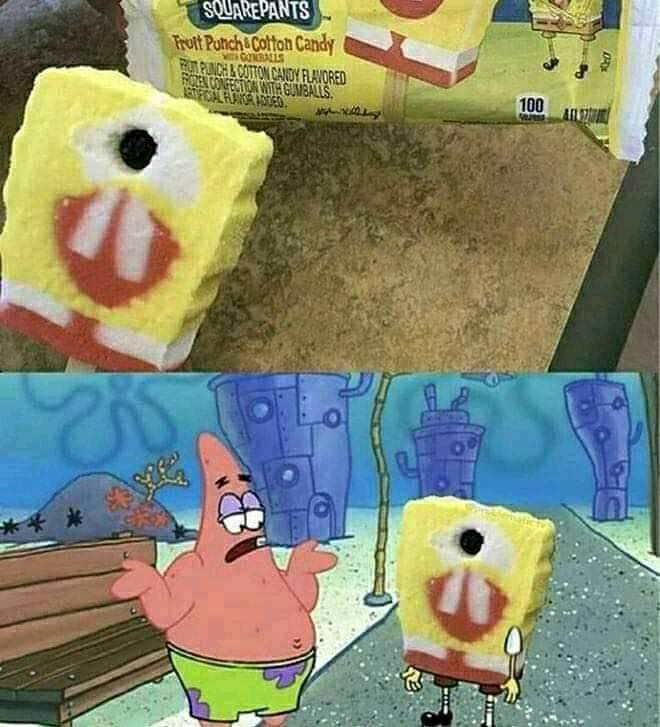 SQUAREPANTS
Fruit Punch & Cotton Candy
WITH GUMBALLS
FRUIT PUNCH & COTTON CANDY FLAVORED
FROZEN CONFECTION WITH GUMBALLS.
ARTIFICIAL FLAVOR ADDED.
100